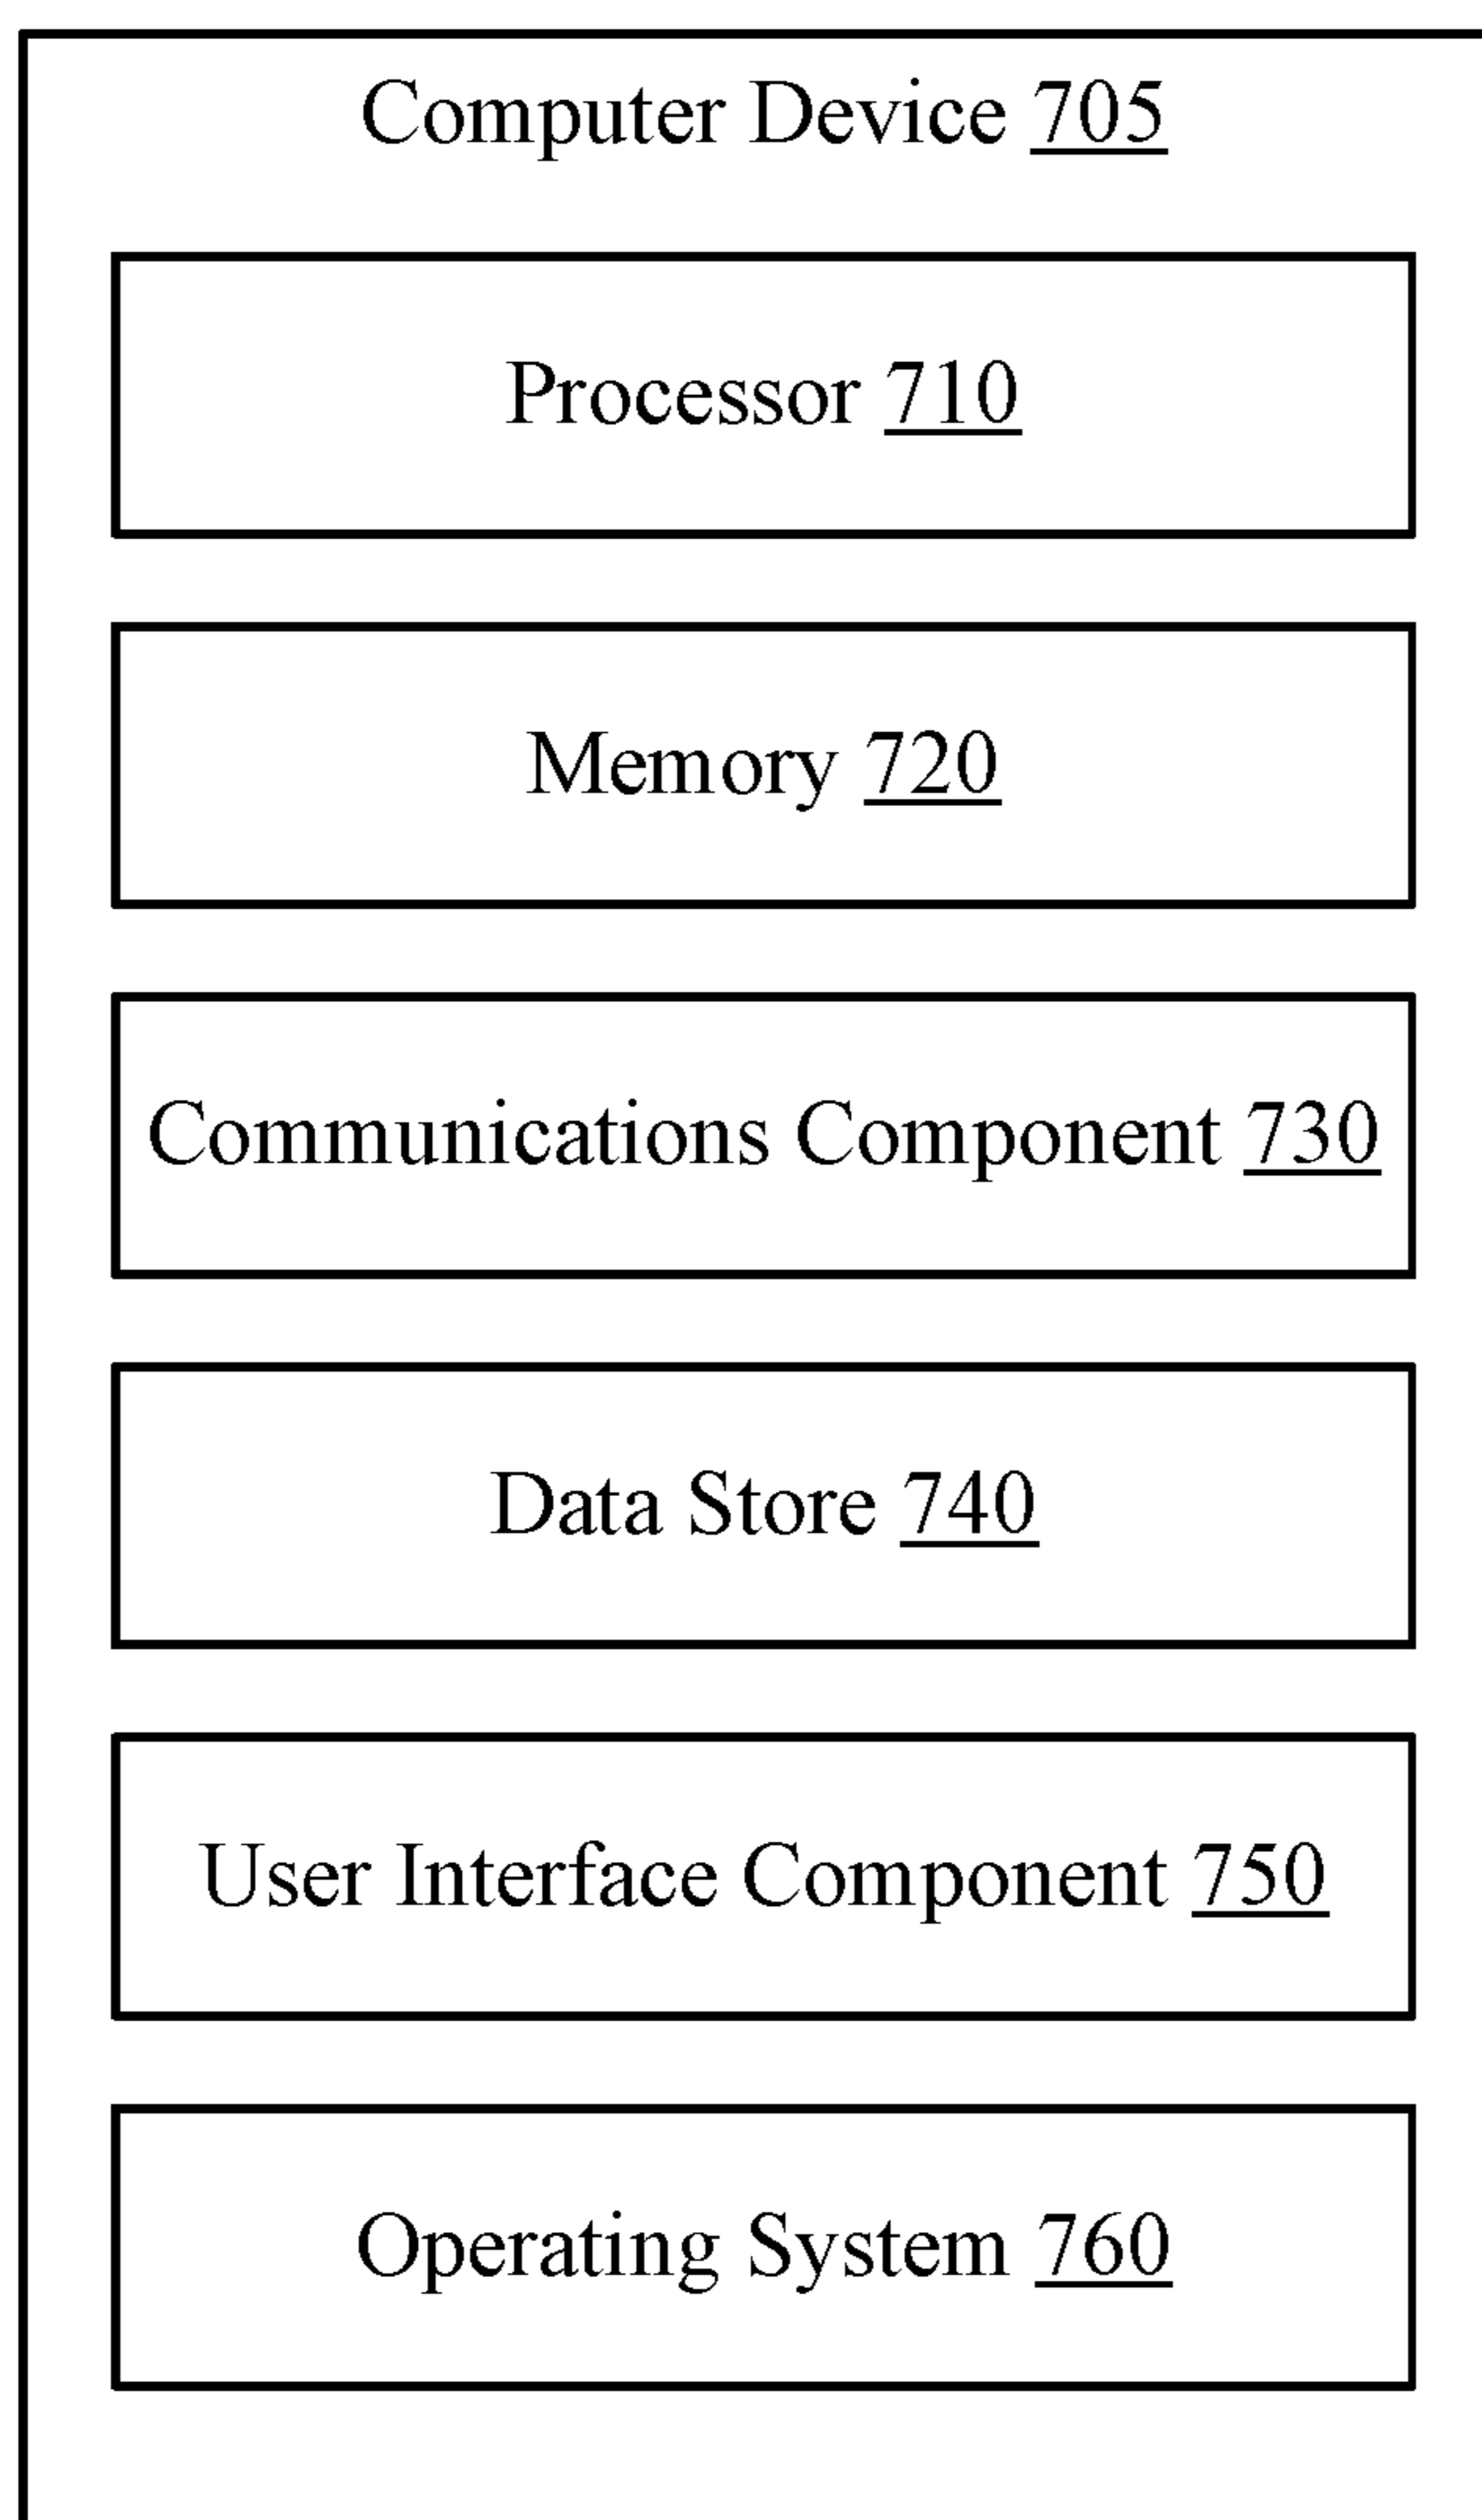 Computer Device 705
Processor 710
Memory 720
Communications Component 730
Data Store 740
User Interface Component 750
Operating System 760